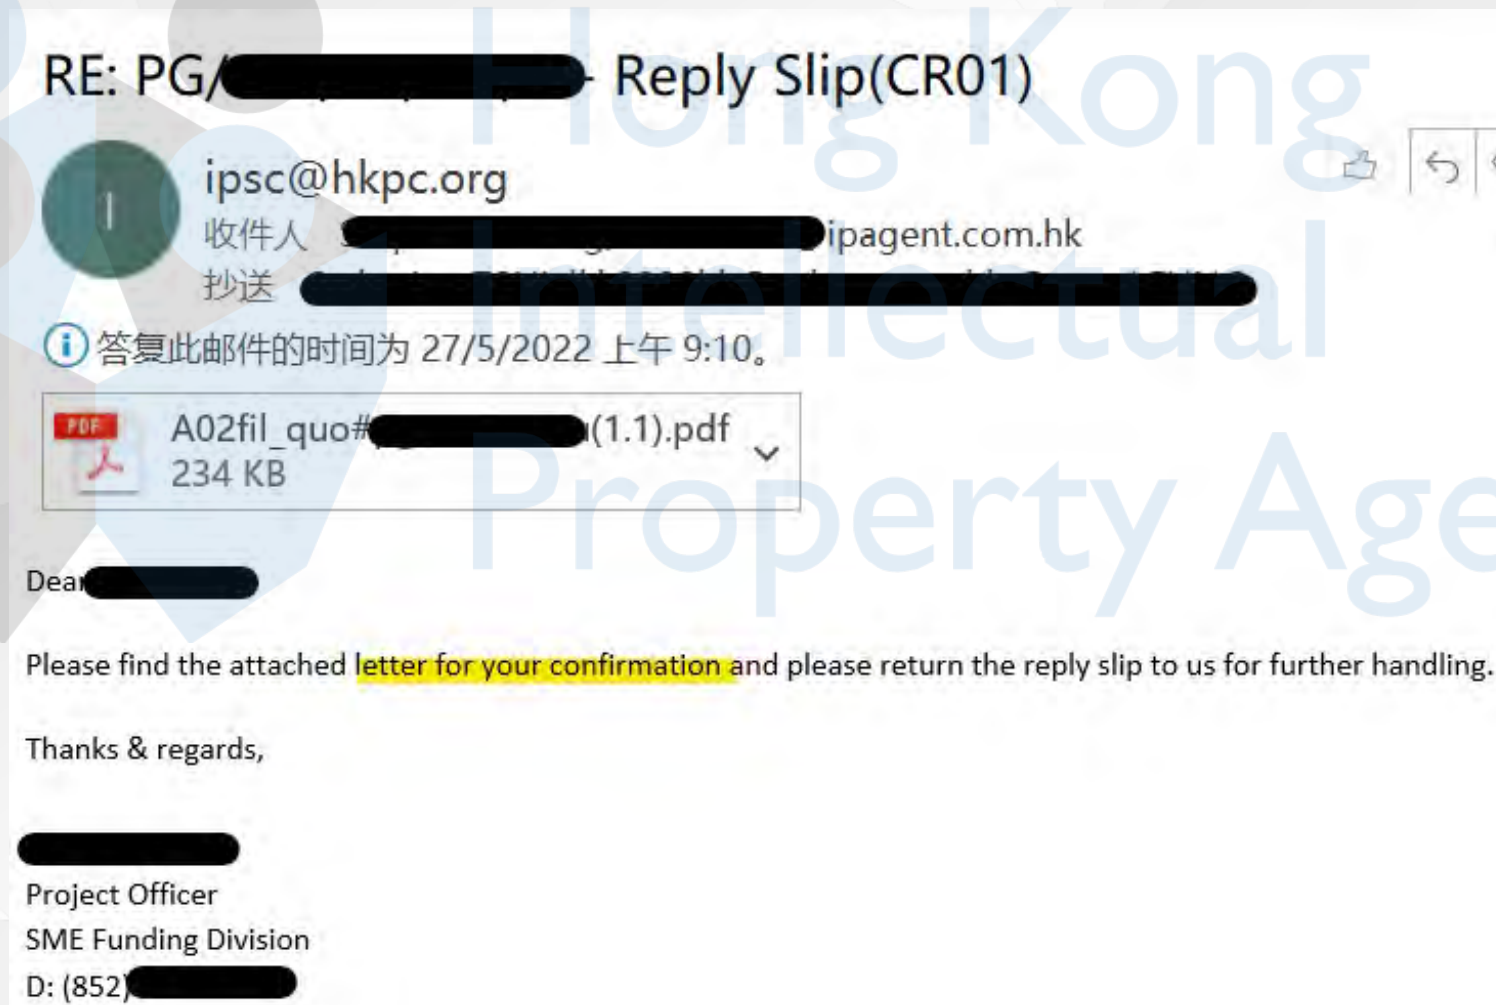 RE: PG/ - Reply Slip(CR01)
I
ipsc@hkpc.org
收件人 ipagent.com.hk
抄送
答复此邮件的时间为 27/5/2022 上午 9:10。
PDF
A02fil_quo# (1.1).pdf
234 KB
Dear
Please find the attached letter for your confirmation and please return the reply slip to us for further handling.
Thanks & regards,
Project Officer
SME Funding Division
D: (852)
Hong Kong
Intellectual
Property Age